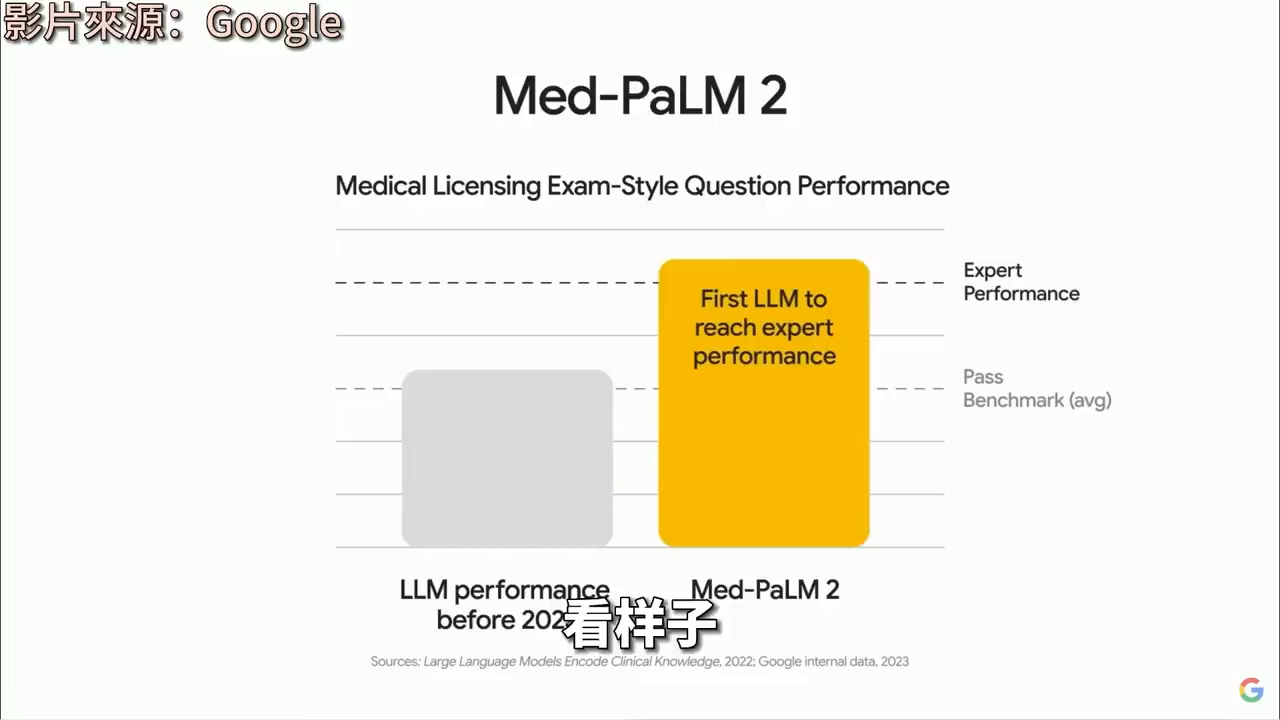 影片來源：Google
Med-PaLM 2
Medical Licensing Exam-Style Question Performance
Expert
Performance
First LLM to
reach expert
performance
Pass
Benchmark (avg)
LLM performance
before
Med-PaLM 2
看样子
Sources: Large Language Models Encode Clinical Knowledge, 2022; Google internal data, 2023